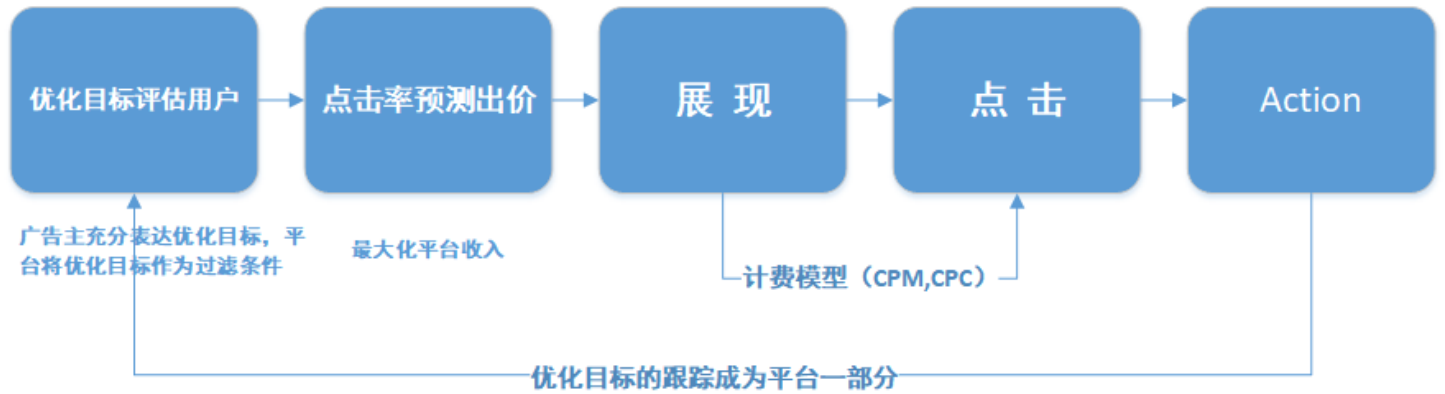 优化目标评估用户
点击率预测出价
展 现
点 击
Action
广告主充分表达优化目标，平
台将优化目标作为过滤条件
最大化平台收入
计费模型（CPM,CPC）
优化目标的跟踪成为平台一部分